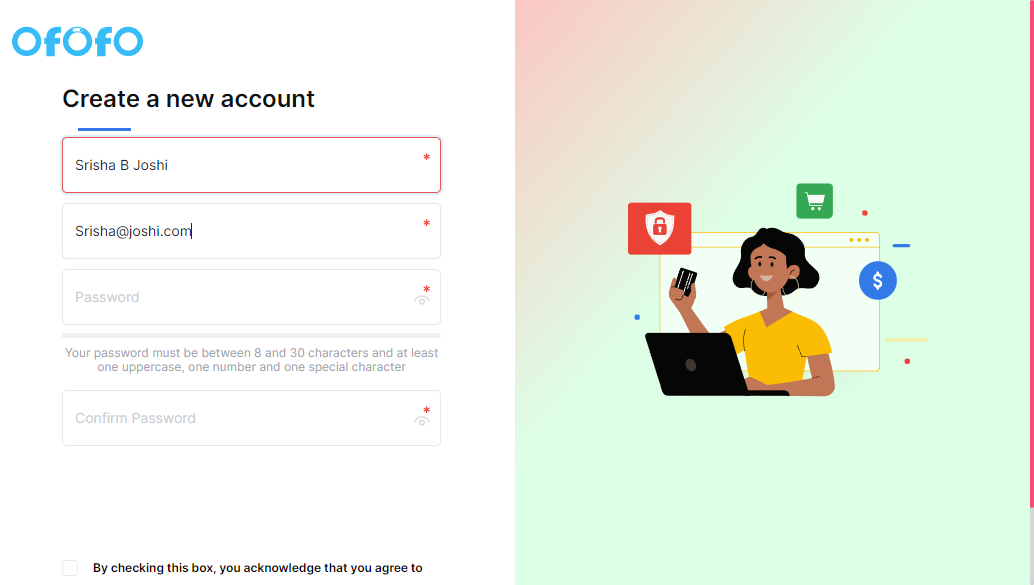 OfOfO
Create a new account
Srisha B Joshi
*
Srisha@joshi.com
*
Password
*
Your password must be between 8 and 30 characters and at least
one uppercase, one number and one special character
Confirm Password
*
By checking this box, you acknowledge that you agree to
$